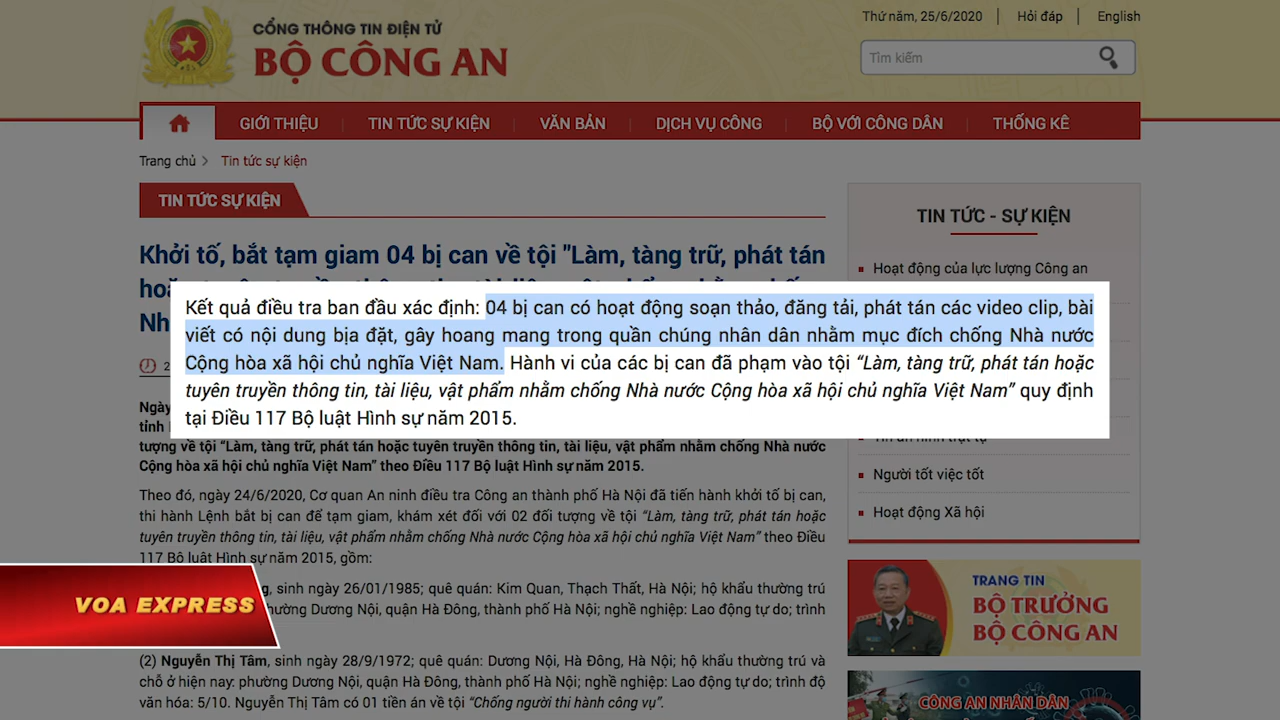 CỔNG THÔNG TIN ĐIỆN TỬ
BỘ CÔNG AN
Thứ năm, 25/6/2020 | Hỏi đáp | English
Tìm kiếm
GIỚI THIỆU | TIN TỨC SỰ KIỆN | VĂN BẢN | DỊCH VỤ CÔNG | BỘ VỚI CÔNG DÂN | THỐNG KÊ
Trang chủ > Tin tức sự kiện
TIN TỨC SỰ KIỆN
Khởi tố, bắt tạm giam 04 bị can về tội "Làm, tàng trữ, phát tán
Kết quả điều tra ban đầu xác định: 04 bị can có hoạt động soạn thảo, đăng tải, phát tán các video clip, bài
viết có nội dung bịa đặt, gây hoang mang trong quần chúng nhân dân nhằm mục đích chống Nhà nước
Cộng hòa xã hội chủ nghĩa Việt Nam. Hành vi của các bị can đã phạm vào tội “Làm, tàng trữ, phát tán hoặc
tuyên truyền thông tin, tài liệu, vật phẩm nhằm chống Nhà nước Cộng hòa xã hội chủ nghĩa Việt Nam” quy định
tại Điều 117 Bộ luật Hình sự năm 2015.
Ngày
tỉnh
tượng về tội “Làm, tàng trữ, phát tán hoặc tuyên truyền thông tin, tài liệu, vật phẩm nhằm chống Nhà nước
Cộng hòa xã hội chủ nghĩa Việt Nam” theo Điều 117 Bộ luật Hình sự năm 2015.
Theo đó, ngày 24/6/2020, Cơ quan An ninh điều tra Công an thành phố Hà Nội đã tiến hành khởi tố bị can,
thi hành Lệnh bắt bị can để tạm giam, khám xét đối với 02 đối tượng về tội “Làm, tàng trữ, phát tán hoặc
tuyên truyền thông tin, tài liệu, vật phẩm nhằm chống Nhà nước Cộng hòa xã hội chủ nghĩa Việt Nam” theo Điều
117 Bộ luật Hình sự năm 2015, gồm:
sinh ngày 26/01/1985; quê quán: Kim Quan, Thạch Thất, Hà Nội; hộ khẩu thường trú
phường Dương Nội, quận Hà Đông, thành phố Hà Nội; nghề nghiệp: Lao động tự do; trình
(2) Nguyễn Thị Tâm, sinh ngày 28/9/1972; quê quán: Dương Nội, Hà Đông, Hà Nội; hộ khẩu thường trú và
chỗ ở hiện nay: phường Dương Nội, quận Hà Đông, thành phố Hà Nội; nghề nghiệp: Lao động tự do; trình độ
văn hóa: 5/10. Nguyễn Thị Tâm có 01 tiền án về tội “Chống người thi hành công vụ”.
VOA EXPRESS
TIN TỨC - SỰ KIỆN
Hoạt động của lực lượng Công an
Người tốt việc tốt
Hoạt động Xã hội
TRANG TIN
BỘ TRƯỞNG
BỘ CÔNG AN
CÔNG AN NHÂN DÂN